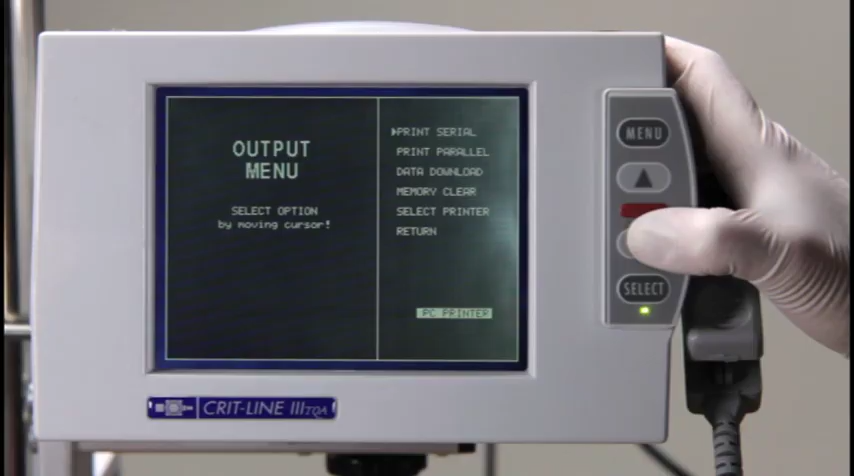 OUTPUT
MENU
SELECT OPTION
by moving cursor!
PRINT SERIAL
PRINT PARALLEL
DATA DOWNLOAD
MEMORY CLEAR
SELECT PRINTER
RETURN
PC PRINTER
MENU
SELECT
CRIT-LINE III TQA